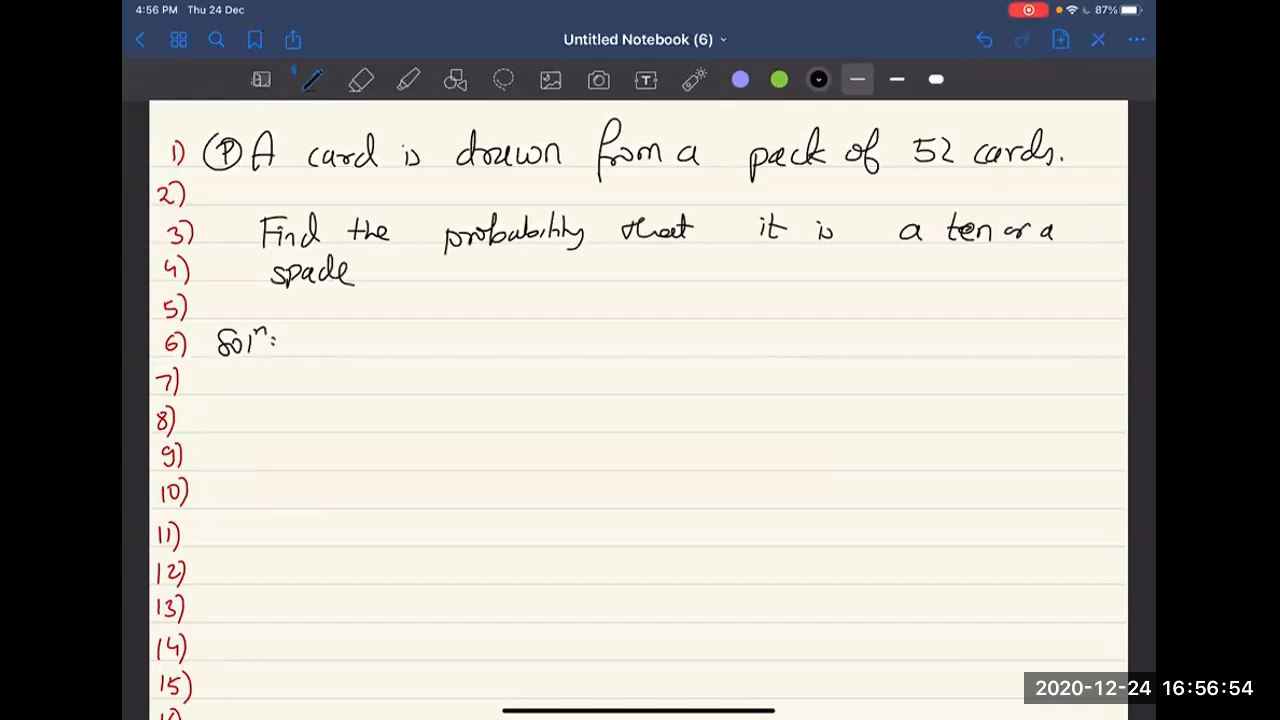 4:56 PM Thu 24 Dec
87%
Untitled Notebook (6)
T
1) (P) A card is drawn from a pack of 52 cards.
2)
3) Find the probability that it is a ten or a
4) spade
5)
6) Solⁿ:
7)
8)
9)
10)
11)
12)
13)
14)
15)
2020-12-24 16:56:54